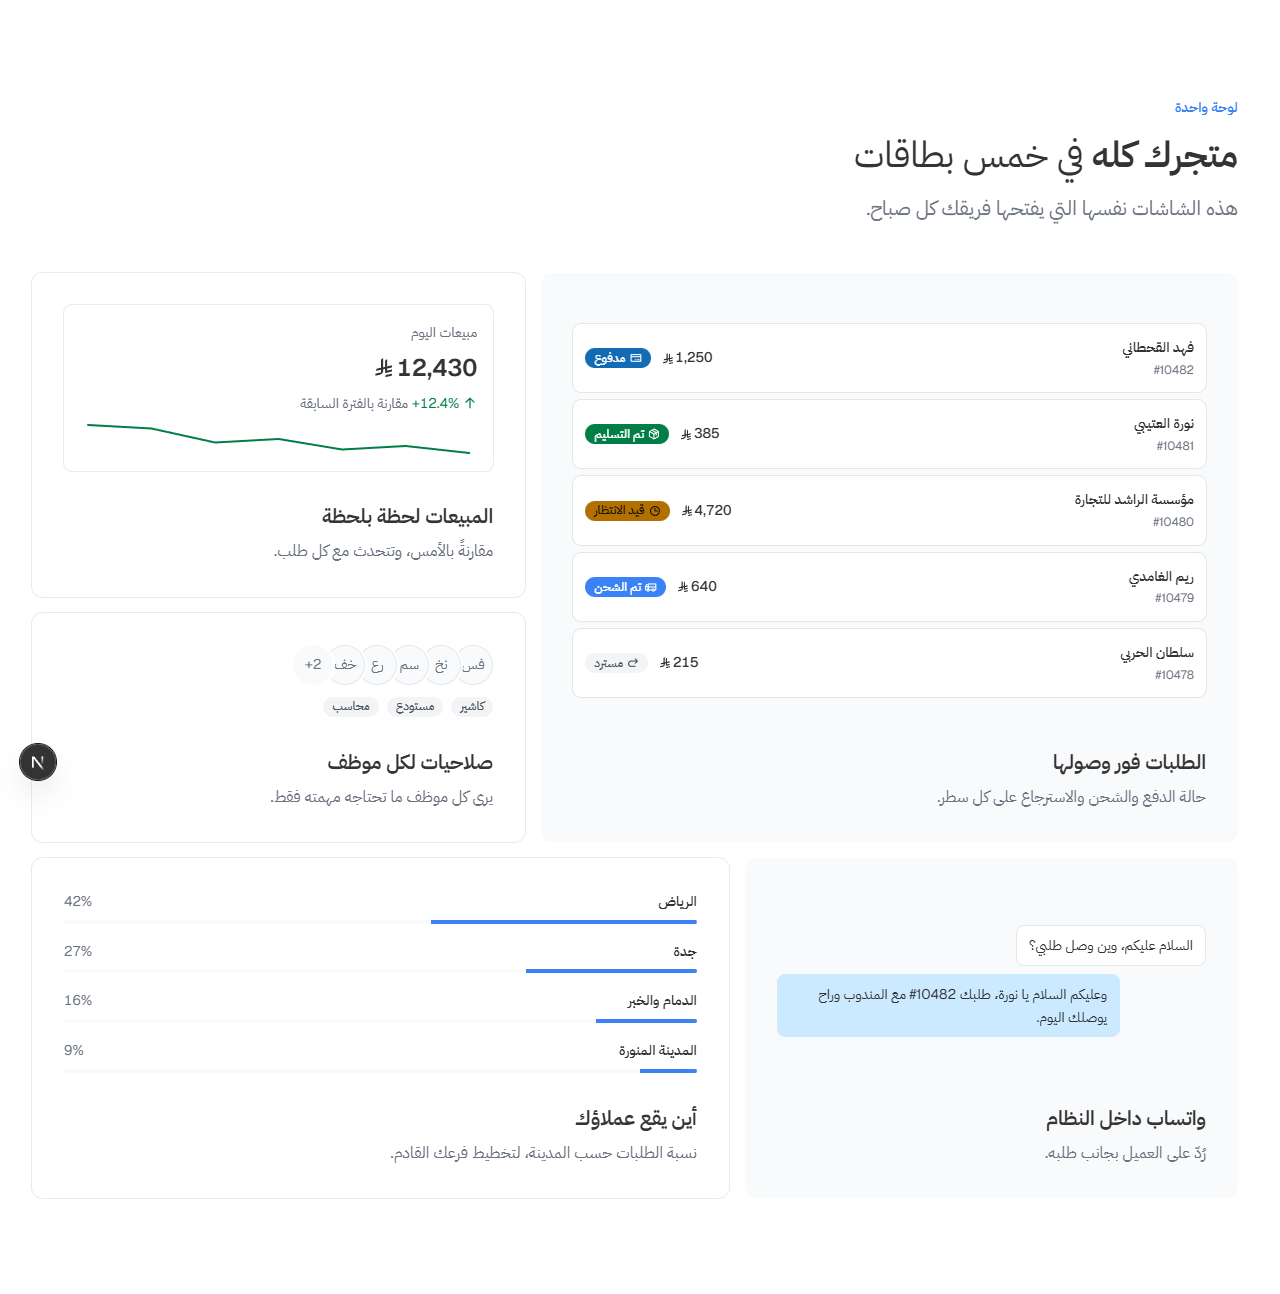 لوحة واحدة
متجرك كله في خمس بطاقات
هذه الشاشات نفسها التي يفتحها فريقك كل صباح.
فهد القحطاني
#10482
1,250
مدفوع
نورة العتيبي
#10481
385
تم التسليم
مؤسسة الراشد للتجارة
#10480
4,720
قيد الانتظار
ريم الغامدي
#10479
640
تم الشحن
سلطان الحربي
#10478
215
مسترد
الطلبات فور وصولها
حالة الدفع والشحن والاسترجاع على كل سطر.
مبيعات اليوم
12,430
+12.4% مقارنة بالفترة السابقة
المبيعات لحظة بلحظة
مقارنةً بالأمس، وتتحدث مع كل طلب.
فس
نخ
سم
رع
خف
+2
كاشير
مستودع
محاسب
صلاحيات لكل موظف
يرى كل موظف ما تحتاجه مهمته فقط.
السلام عليكم، وين وصل طلبي؟
وعليكم السلام يا نورة، طلبك #10482 مع المندوب وراح
يوصلك اليوم.
واتساب داخل النظام
رُدّ على العميل بجانب طلبه.
الرياض
42%
جدة
27%
الدمام والخبر
16%
المدينة المنورة
9%
أين يقع عملاؤك
نسبة الطلبات حسب المدينة، لتخطيط فرعك القادم.
N